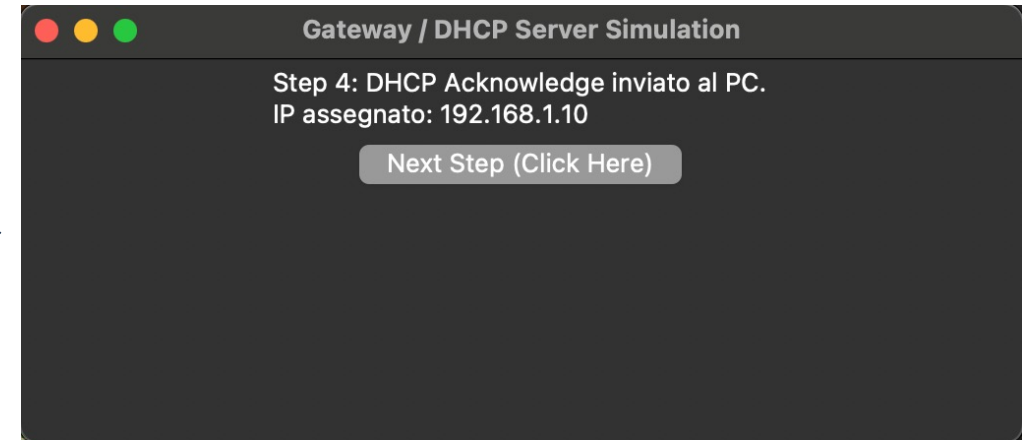 Gateway / DHCP Server Simulation
Step 4: DHCP Acknowledge inviato al PC.
IP assegnato: 192.168.1.10
Next Step (Click Here)